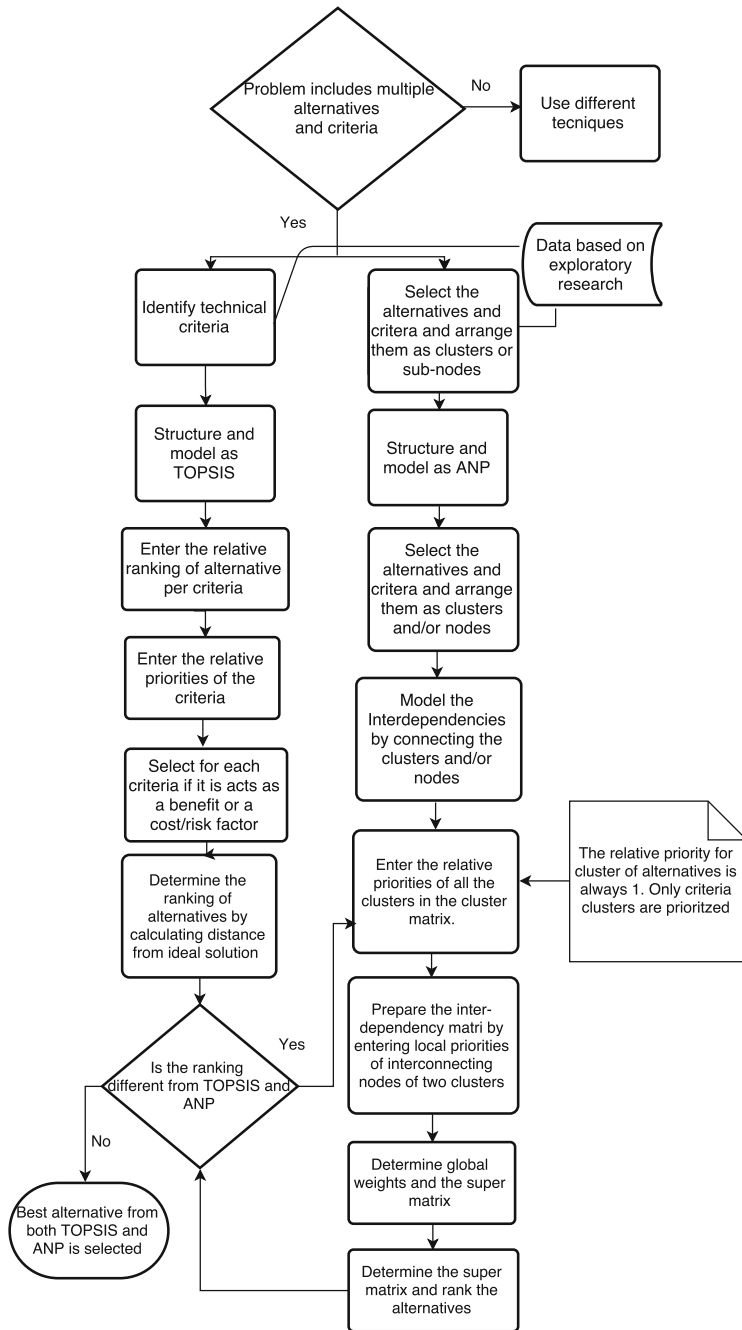 Problem includes multiple
alternatives
and criteria
No
Use different
tecniques
Yes
Data based on
exploratory
research
Identify technical
criteria
Select the
alternatives and
critera and arrange
them as clusters or
sub-nodes
Structure and
model as
TOPSIS
Structure and
model as ANP
Enter the relative
ranking of alternative
per criteria
Select the
alternatives and
critera and arrange
them as clusters
and/or nodes
Enter the relative
priorities of the
criteria
Model the
Interdependencies
by connecting the
clusters and/or
nodes
Select for each
criteria if it is acts as
a benefit or a
cost/risk factor
Enter the relative
priorities of all the
clusters in the cluster
matrix.
The relative priority for
cluster of alternatives is
always 1. Only criteria
clusters are prioritzed
Determine the
ranking of
alternatives by
calculating distance
from ideal solution
Prepare the inter-
dependency matri by
entering local priorities
of interconnecting
nodes of two clusters
Yes
Is the ranking
different from TOPSIS and
ANP
No
Determine global
weights and the super
matrix
Best alternative from
both TOPSIS and
ANP is selected
Determine the super
matrix and rank the
alternatives